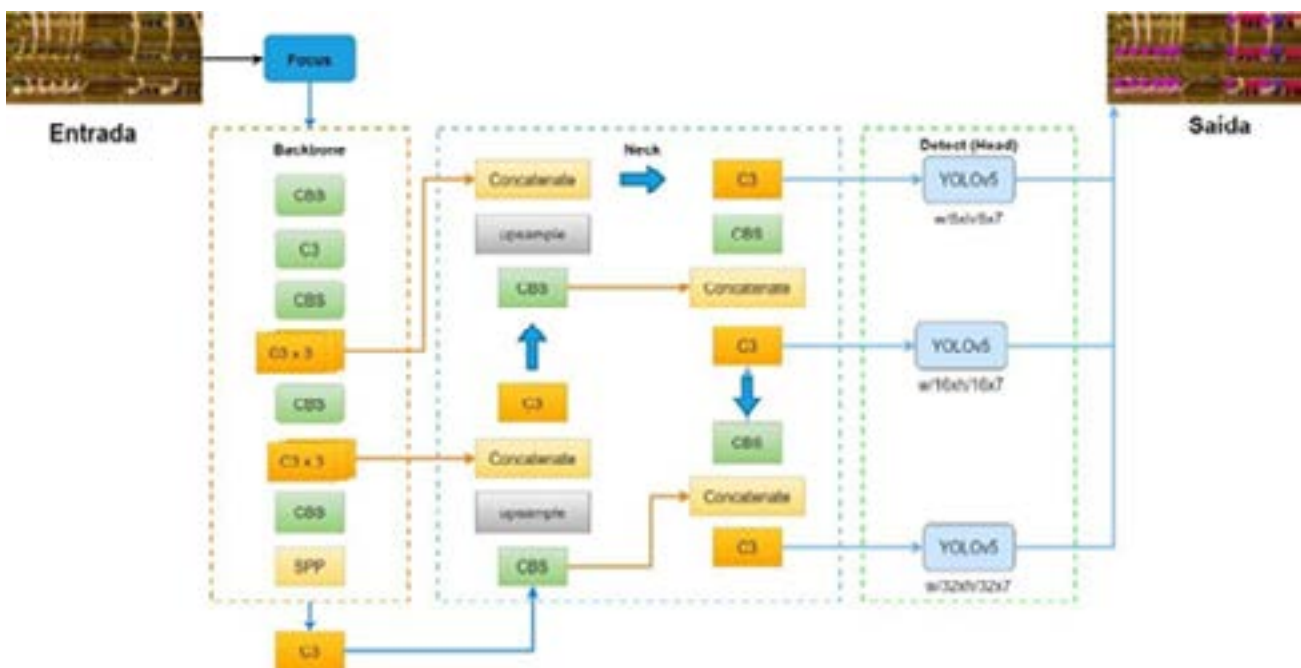 Entrada
Focus
Saída
Backbone
CBS
C3
CBS
C3 x 3
CBS
C3 x 3
CBS
SPP
C3
Neck
Concatenate
upsample
CBS
C3
Concatenate
upsample
CBS
C3
CBS
Concatenate
C3
CBS
Concatenate
C3
Detect (Head)
YOLOv5
w/8xh/8x7
YOLOv5
w/16xh/16x7
YOLOv5
w/32xh/32x7